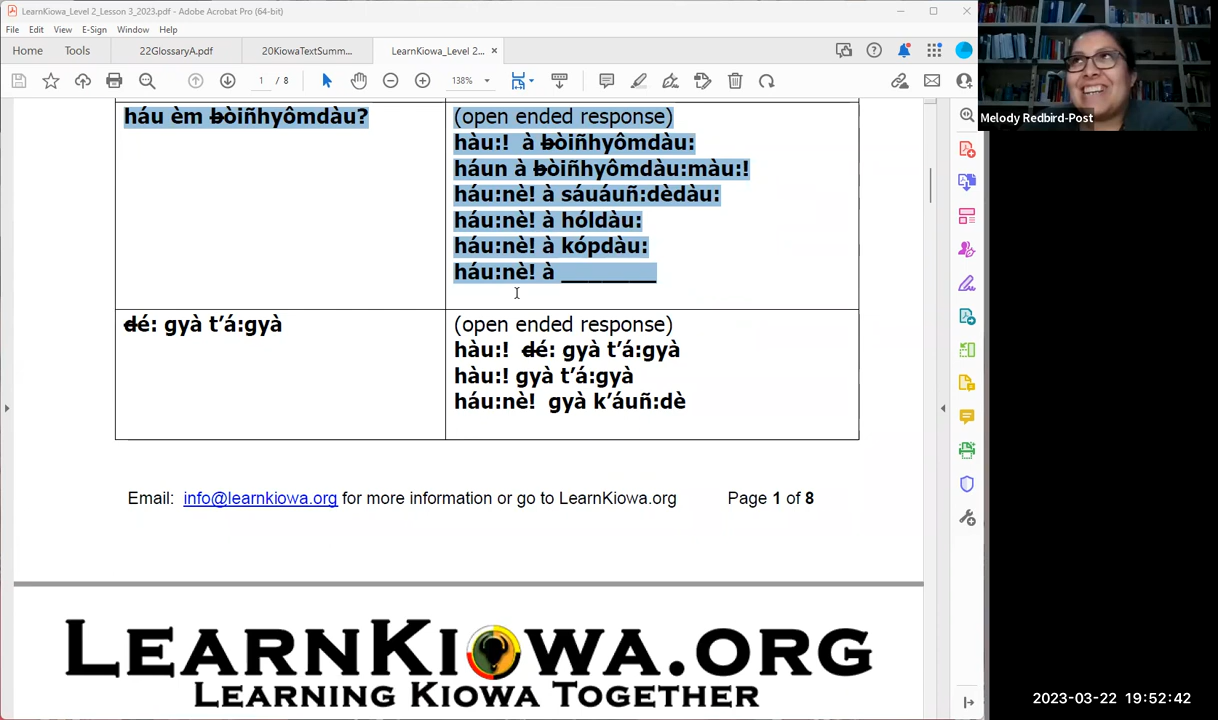 LearnKiowa_Level 2_Lesson 3_2023.pdf - Adobe Acrobat Pro (64-bit)
File Edit View E-Sign Window Help
Home Tools 22GlossaryA.pdf 20KiowaTextSumm... LearnKiowa_Level 2...
1 / 8 138%
Melody Redbird-Post
háu èm b̶òiñhyômdàu?
(open ended response)
hàu:! à b̶òiñhyômdàu:
háun à b̶òiñhyômdàu:màu:!
háu:nè! à sáuáuñ:dèdàu:
háu:nè! à hóldàu:
háu:nè! à kópdàu:
háu:nè! à __________
d̶é: gyà t’á:gyà
(open ended response)
hàu:! d̶é: gyà t’á:gyà
hàu:! gyà t’á:gyà
háu:nè! gyà k’áuñ:dè
Email: info@learnkiowa.org for more information or go to LearnKiowa.org Page 1 of 8
LearnKiowa.org
Learning Kiowa Together
2023-03-22 19:52:42